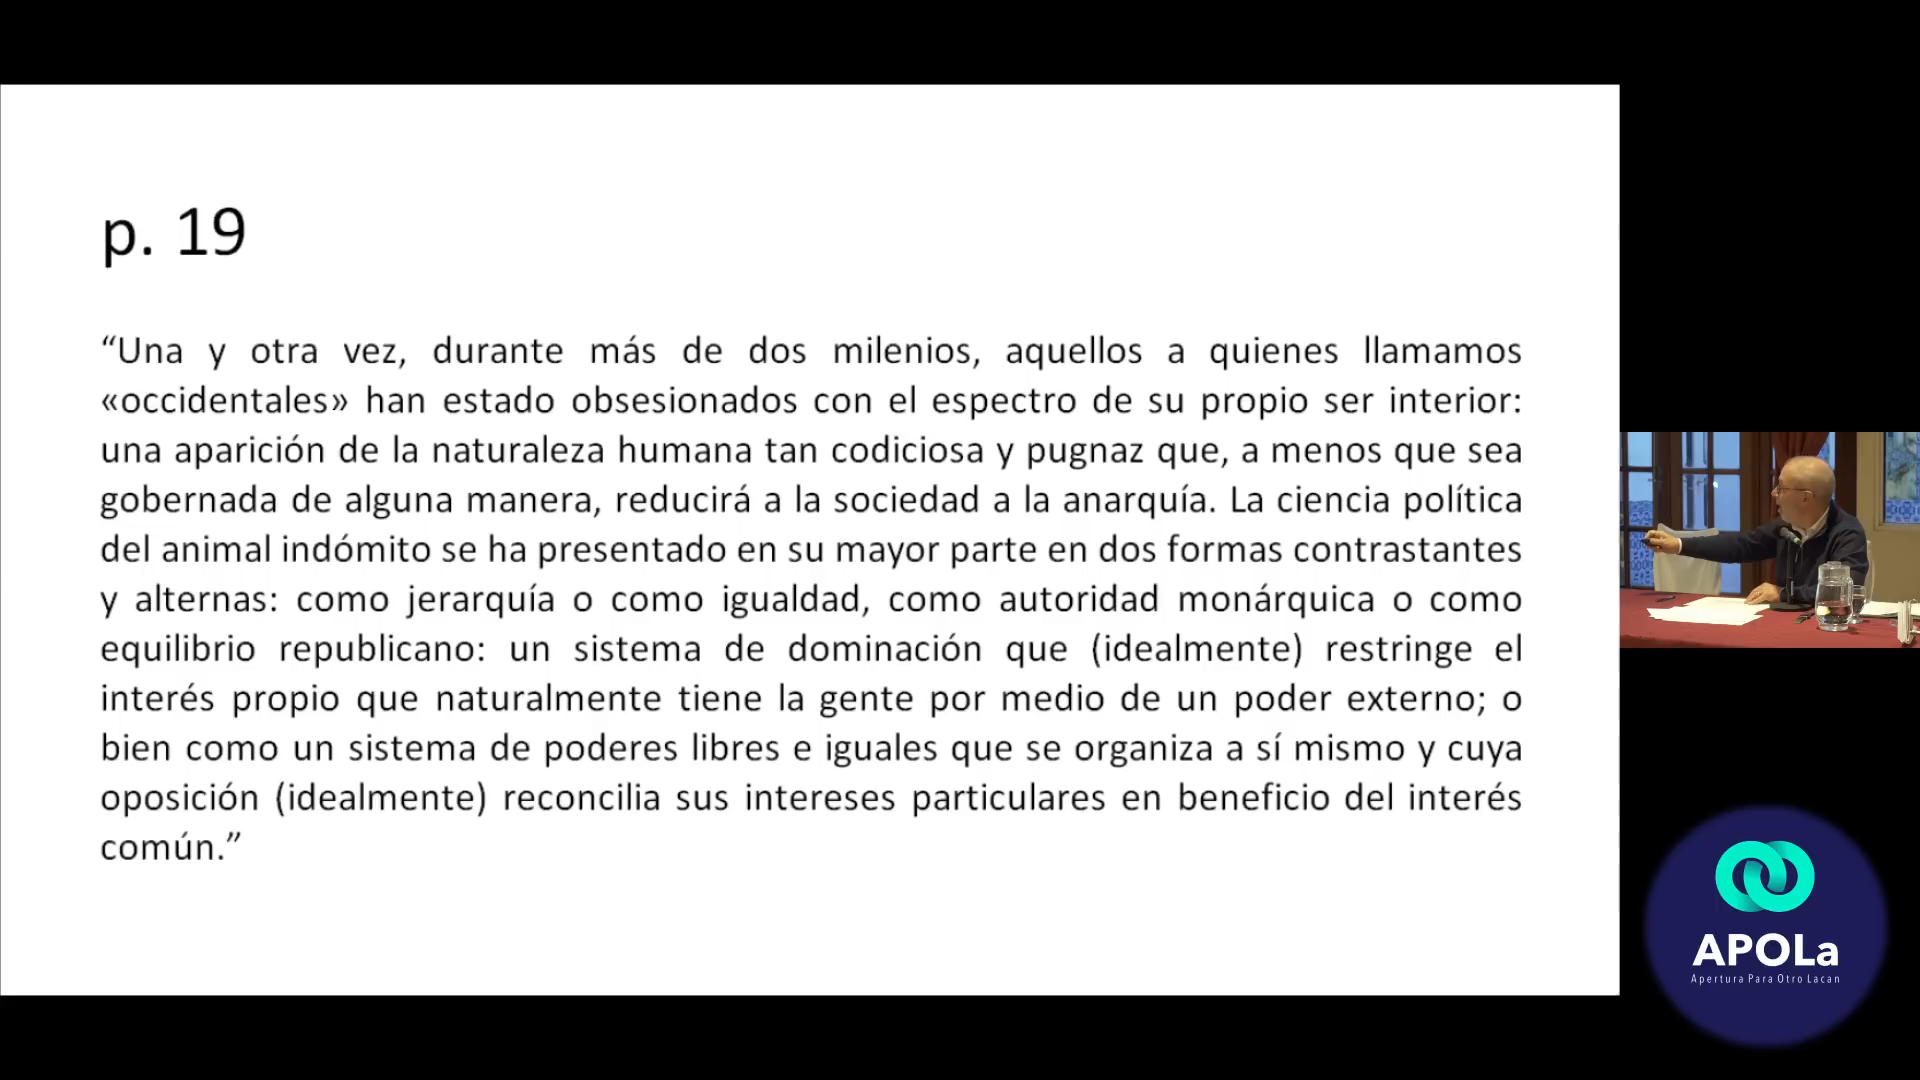 p. 19
“Una y otra vez, durante más de dos milenios, aquellos a quienes llamamos
«occidentales» han estado obsesionados con el espectro de su propio ser interior:
una aparición de la naturaleza humana tan codiciosa y pugnaz que, a menos que sea
gobernada de alguna manera, reducirá a la sociedad a la anarquía. La ciencia política
del animal indómito se ha presentado en su mayor parte en dos formas contrastantes
y alternas: como jerarquía o como igualdad, como autoridad monárquica o como
equilibrio republicano: un sistema de dominación que (idealmente) restringe el
interés propio que naturalmente tiene la gente por medio de un poder externo; o
bien como un sistema de poderes libres e iguales que se organiza a sí mismo y cuya
oposición (idealmente) reconcilia sus intereses particulares en beneficio del interés
común.”
APOLa
Apertura Para Otro Lacan